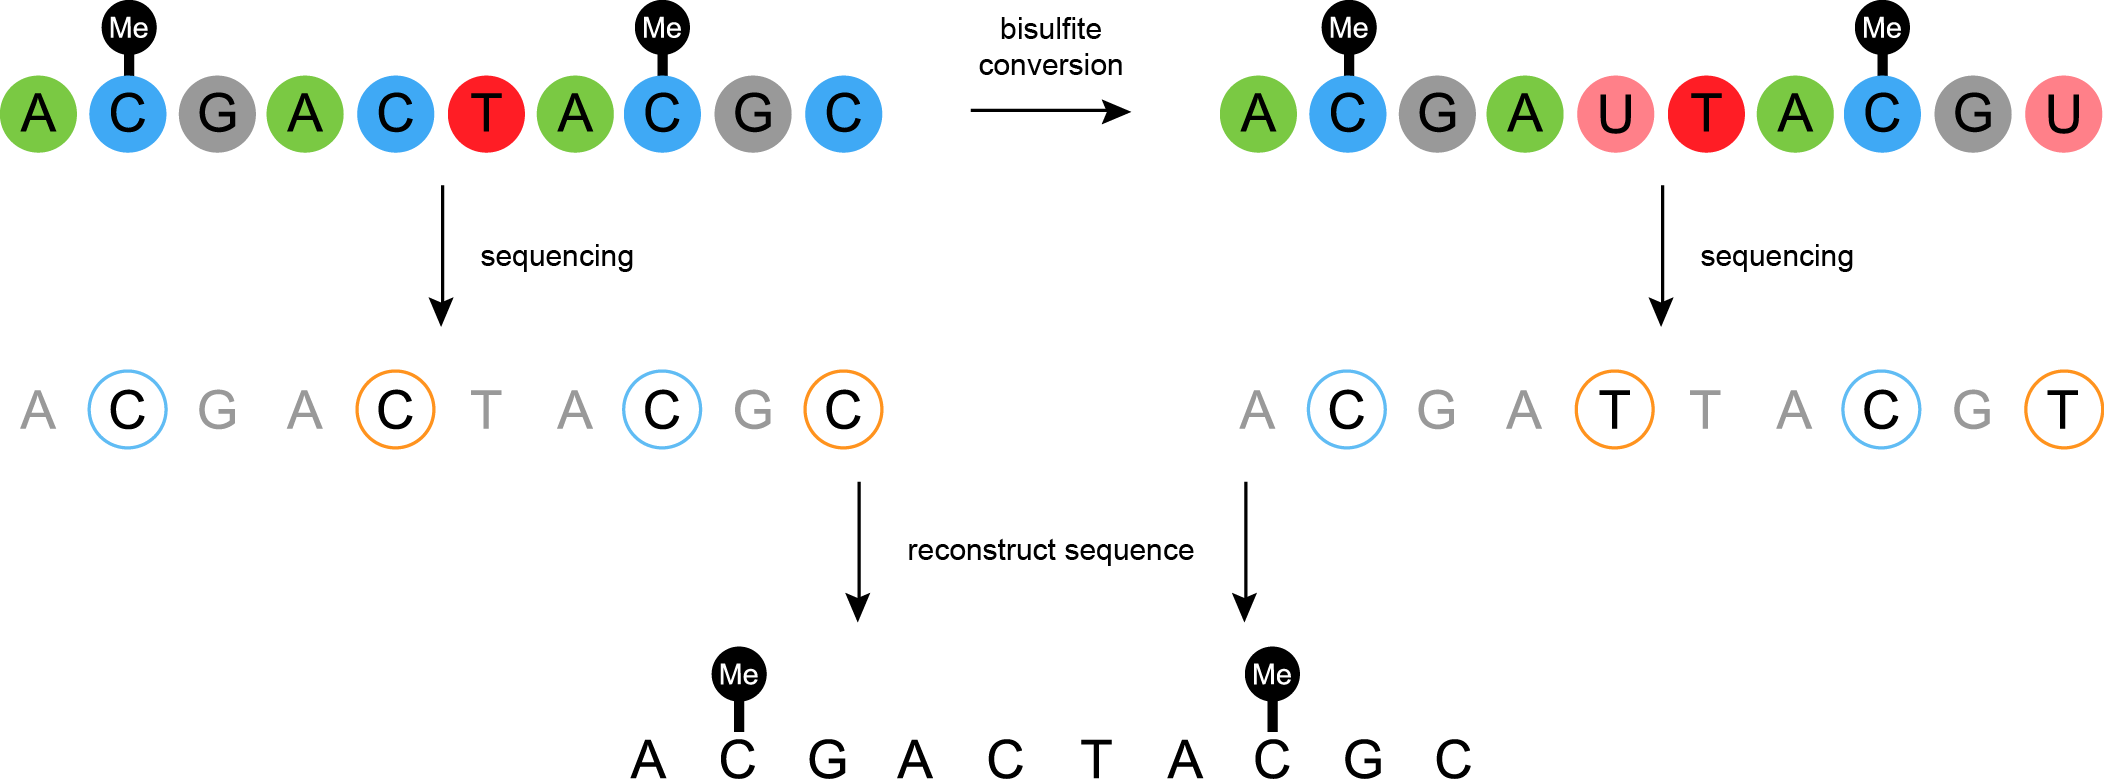 Me Me bisulfite conversion Me Me
A C G A C T A C G C
A C G A U T A C G U
sequencing
sequencing
A C G A C T A C G C
A C G A T T A C G T
reconstruct sequence
Me Me
A C G A C T A C G C